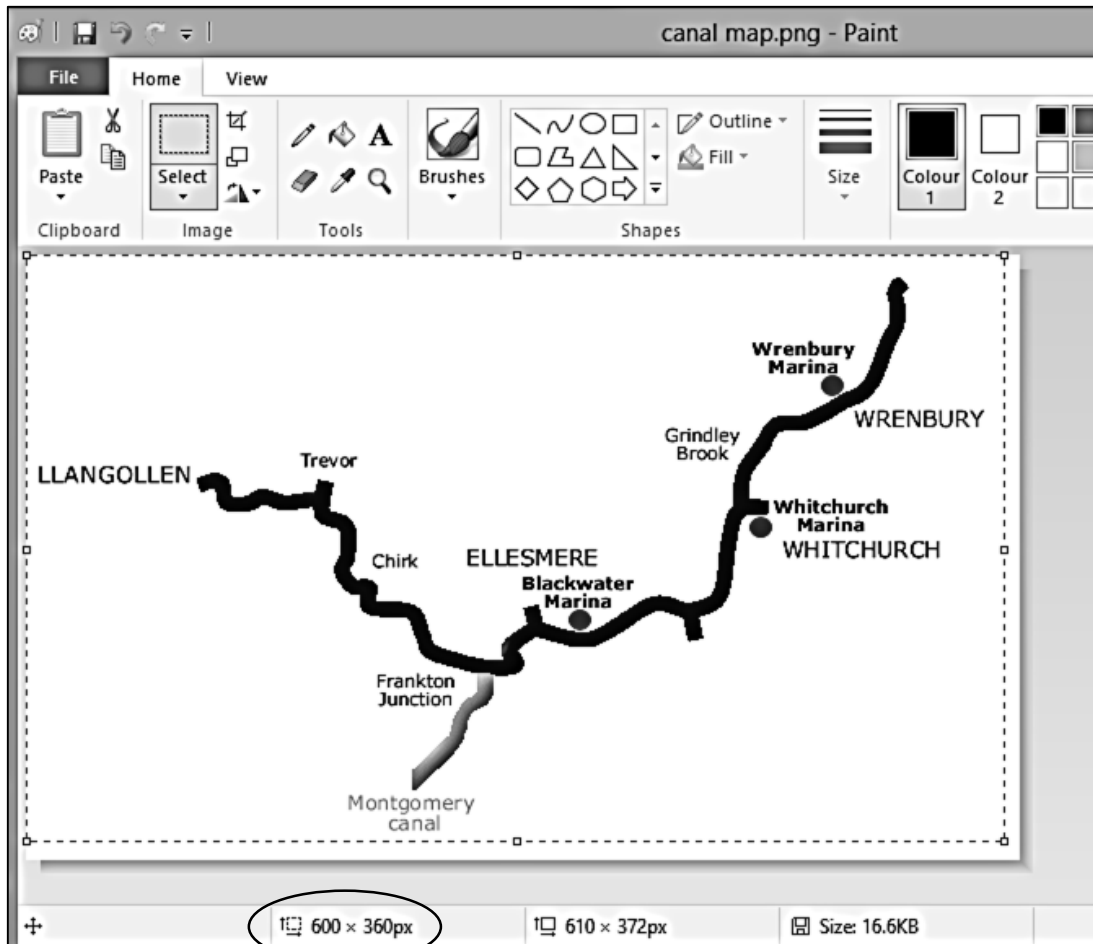 canal map.png - Paint
File Home View
Paste
Select
Brushes
Outline
Fill
Size
Colour 1
Colour 2
Clipboard
Image
Tools
Shapes
A
Wrenbury
Marina
WRENBURY
Grindley
Brook
LLANGOLLEN
Trevor
Whitchurch
Marina
WHITCHURCH
Chirk
ELLESMERE
Blackwater
Marina
Frankton
Junction
Montgomery
canal
600 × 360px
610 × 372px
Size: 16.6KB